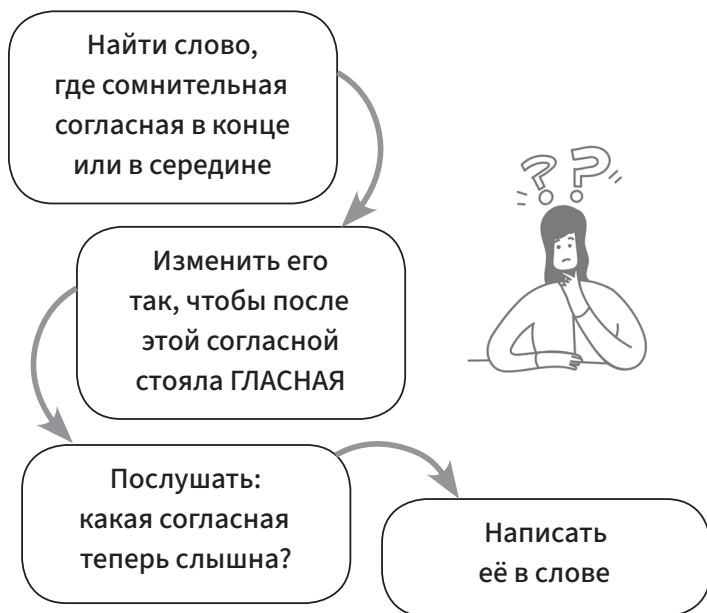 Найти слово,
где сомнительная
согласная в конце
или в середине
??
Изменить его
так, чтобы после
этой согласной
стояла ГЛАСНАЯ
Послушать:
какая согласная
теперь слышна?
Написать
её в слове